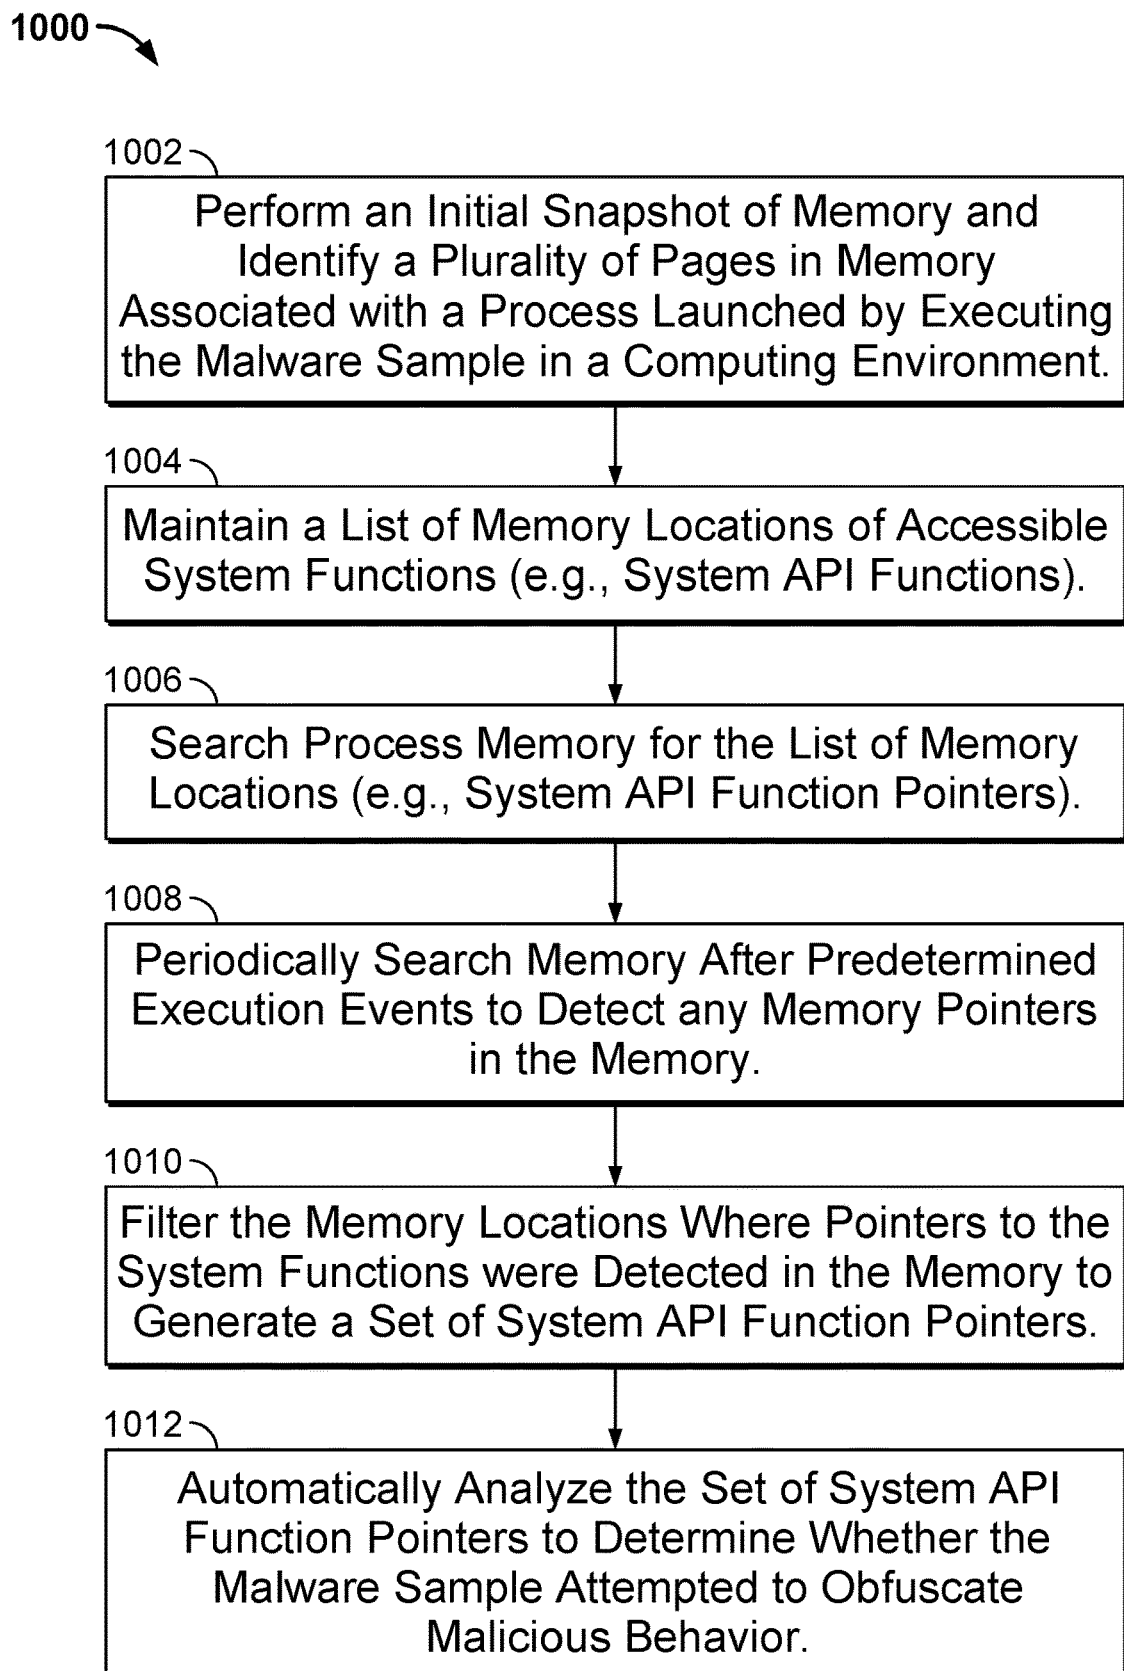 1000
1002
Perform an Initial Snapshot of Memory and
Identify a Plurality of Pages in Memory
Associated with a Process Launched by Executing
the Malware Sample in a Computing Environment.
1004
Maintain a List of Memory Locations of Accessible
System Functions (e.g., System API Functions).
1006
Search Process Memory for the List of Memory
Locations (e.g., System API Function Pointers).
1008
Periodically Search Memory After Predetermined
Execution Events to Detect any Memory Pointers
in the Memory.
1010
Filter the Memory Locations Where Pointers to the
System Functions were Detected in the Memory to
Generate a Set of System API Function Pointers.
1012
Automatically Analyze the Set of System API
Function Pointers to Determine Whether the
Malware Sample Attempted to Obfuscate
Malicious Behavior.